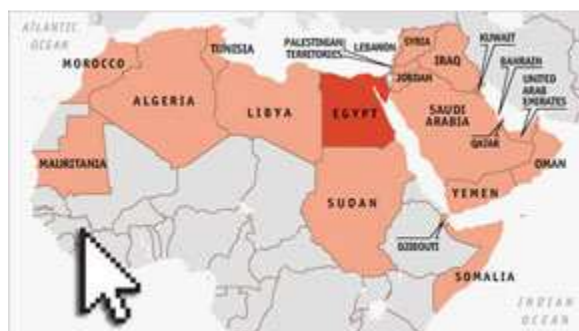 ATLANTIC
OCEAN
MOROCCO
TUNISIA
PALESTINIAN
TERRITORIES
LEBANON
SYRIA
IRAQ
KUWAIT
BAHRAIN
UNITED
ARAB
EMIRATES
JORDAN
ALGERIA
LIBYA
EGYPT
SAUDI
ARABIA
QATAR
OMAN
MAURITANIA
SUDAN
YEMEN
DJIBOUTI
SOMALIA
INDIAN
OCEAN